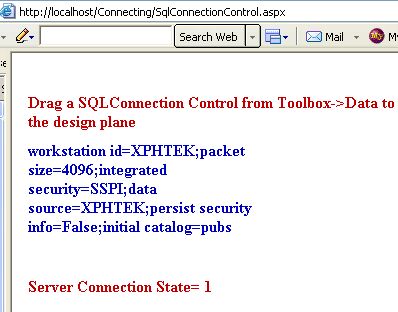 http://localhost/Connecting/SqlConnectionControl.aspx
Search Web Mail My
Drag a SQLConnection Control from Toolbox->Data to
the design plane
workstation id=XPHTEK;packet
size=4096;integrated
security=SSPI;data
source=XPHTEK;persist security
info=False;initial catalog=pubs
Server Connection State= 1